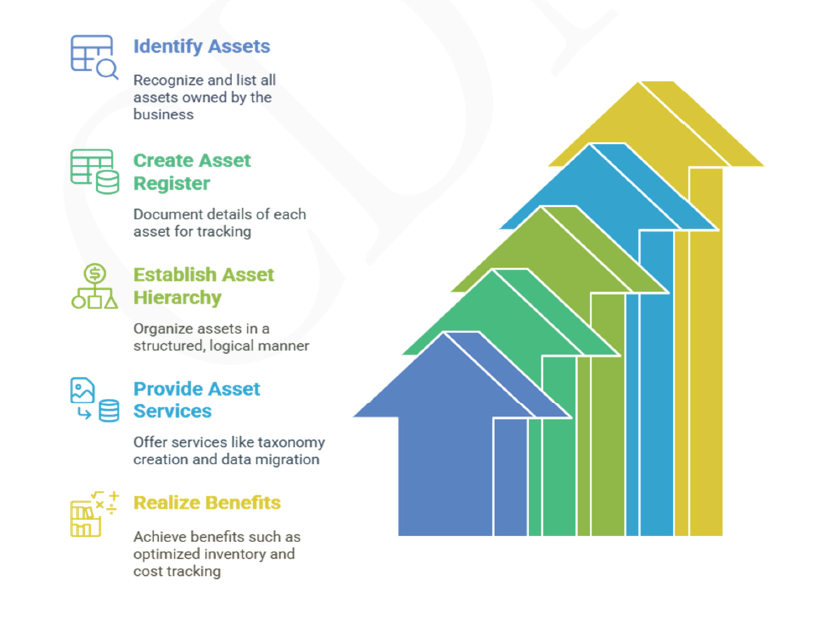 Identify Assets
Recognize and list all
assets owned by the
business
Create Asset
Register
Document details of each
asset for tracking
Establish Asset
Hierarchy
Organize assets in a
structured, logical manner
Provide Asset
Services
Offer services like taxonomy
creation and data migration
Realize Benefits
Achieve benefits such as
optimized inventory and
cost tracking